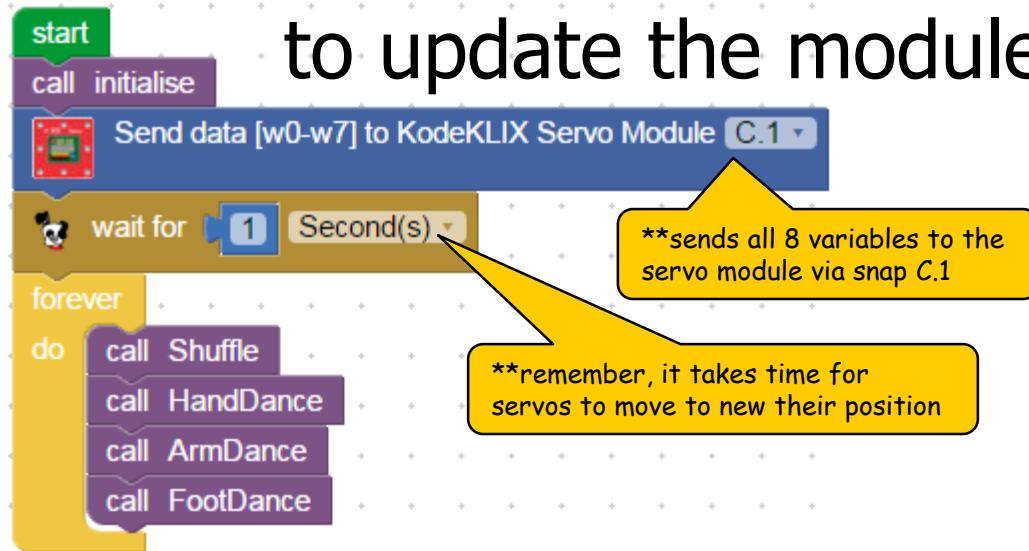 to update the module
start
call initialise
Send data [w0-w7] to KodeKLIX Servo Module C.1
wait for 1 Second(s)
**sends all 8 variables to the
servo module via snap C.1
forever
do call Shuffle
call HandDance
call ArmDance
call FootDance
**remember, it takes time for
servos to move to new their position